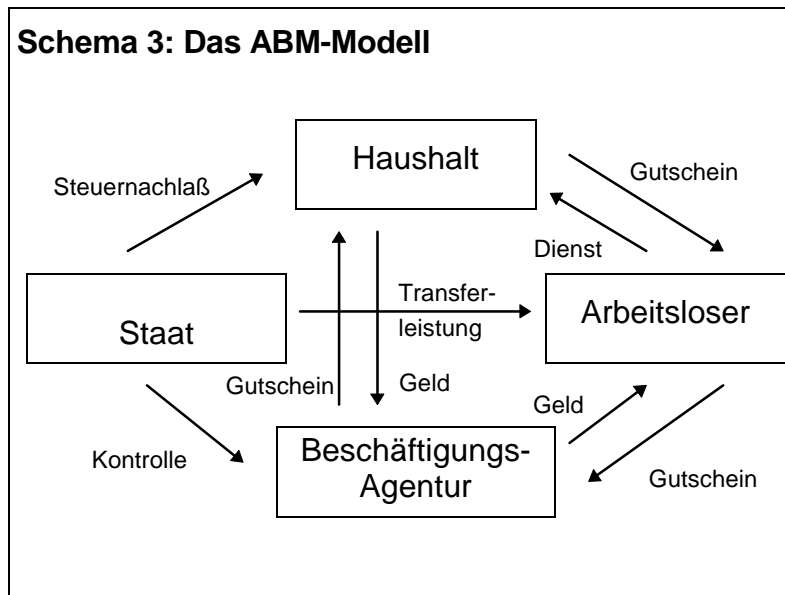 Schema 3: Das ABM-Modell
Haushalt
Steuernachlaß
Gutschein
Dienst
Staat
Transfer-
leistung
Arbeitsloser
Gutschein
Geld
Geld
Kontrolle
Beschäftigungs-
Agentur
Gutschein